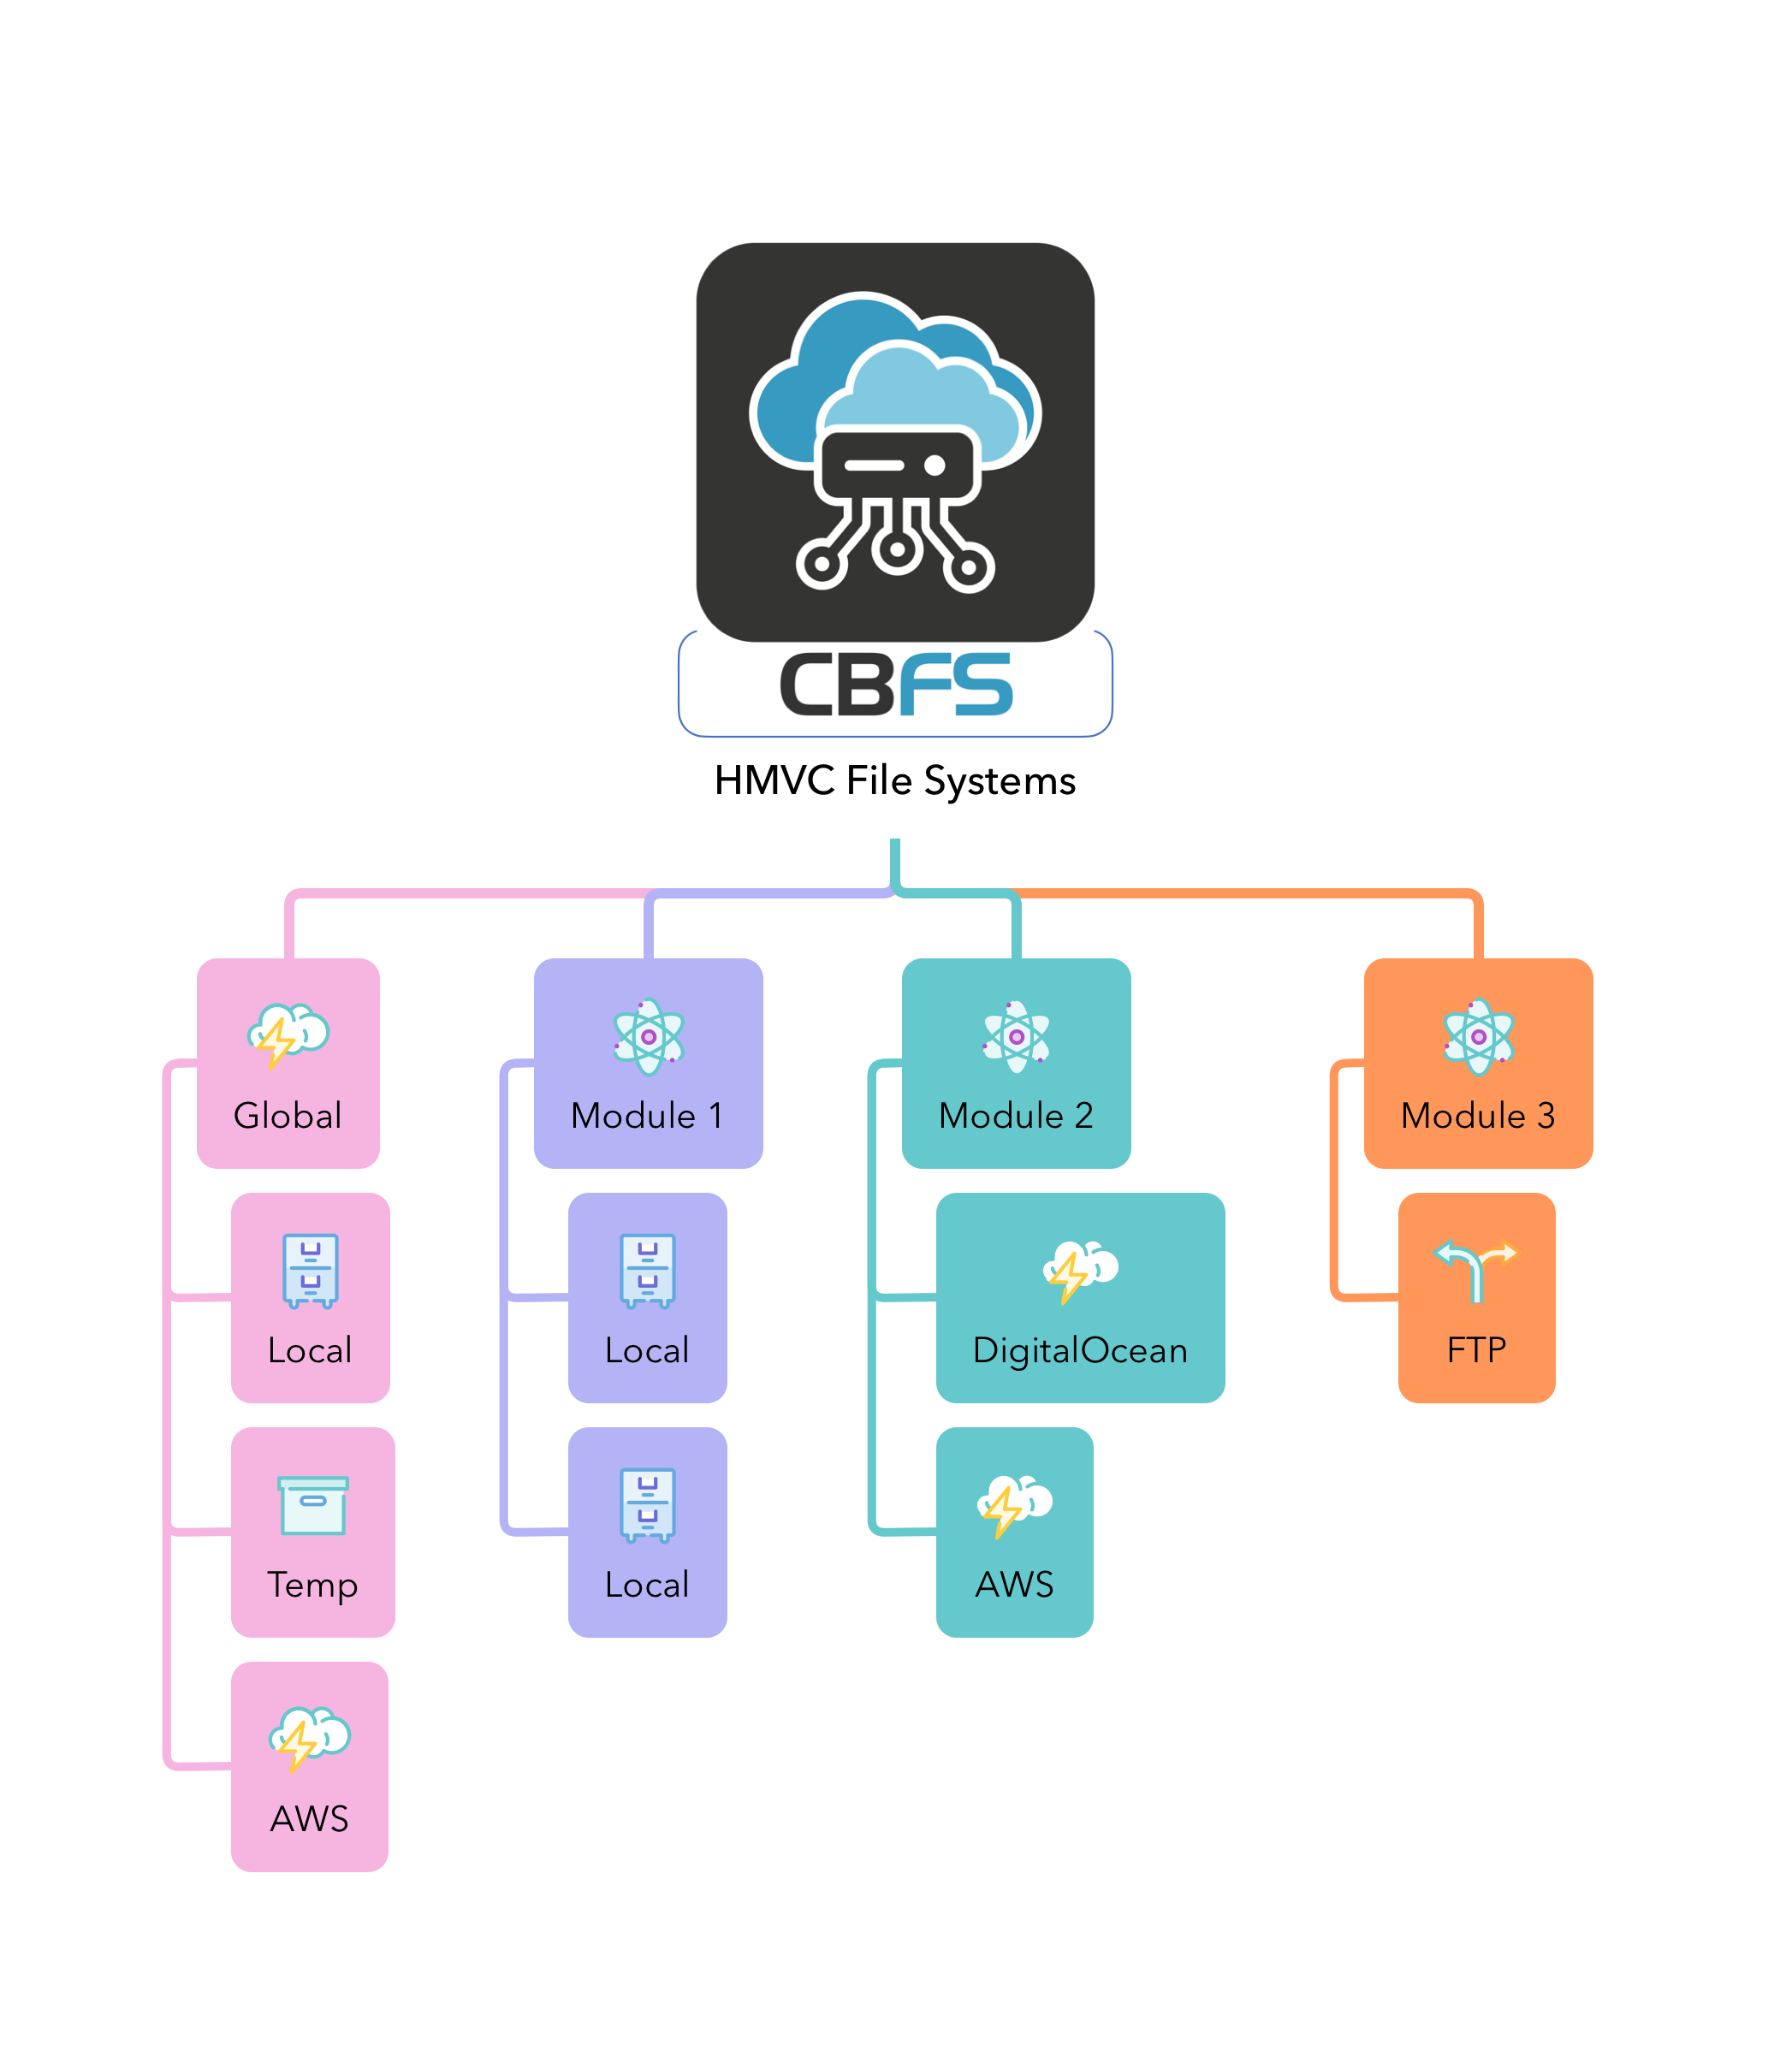 CBFS
HMVC File Systems
Global
Module 1
Module 2
Module 3
Local
Local
DigitalOcean
FTP
Temp
Local
AWS
AWS